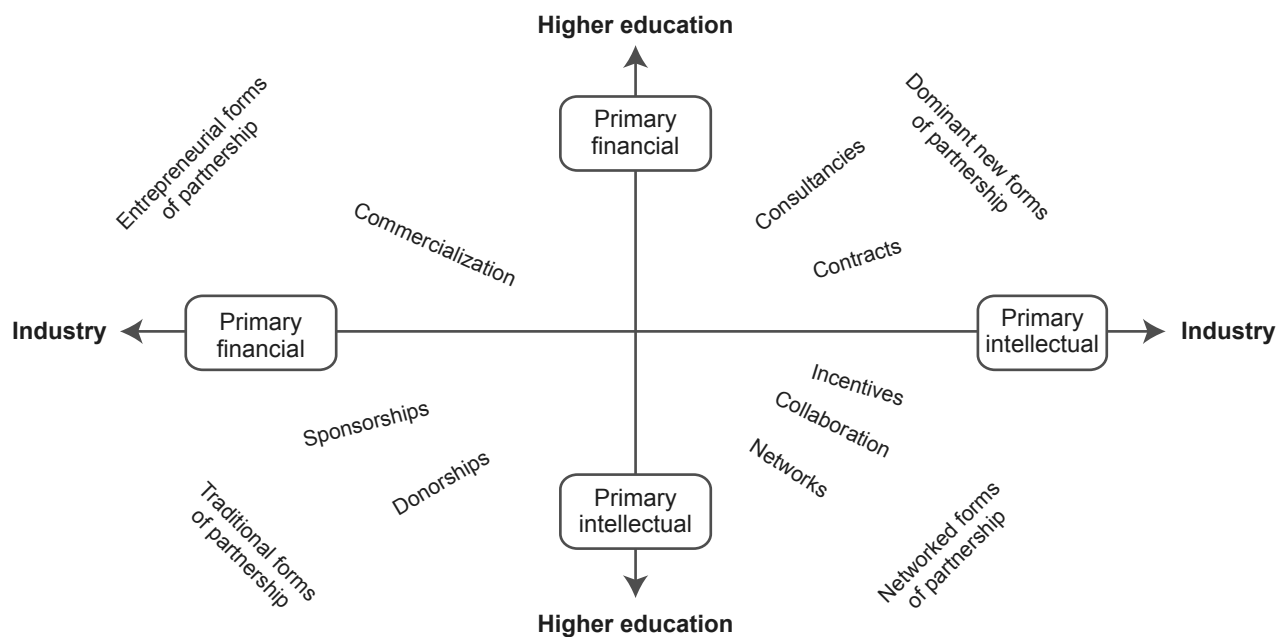 Higher education
Primary
financial
Entrepreneurial forms
of partnership
Dominant new forms
of partnership
Commercialization
Consultancies
Contracts
Industry
Primary
financial
Primary
intellectual
Industry
Sponsorships
Donorships
Incentives
Collaboration
Networks
Primary
intellectual
Traditional forms
of partnership
Networked forms
of partnership
Higher education